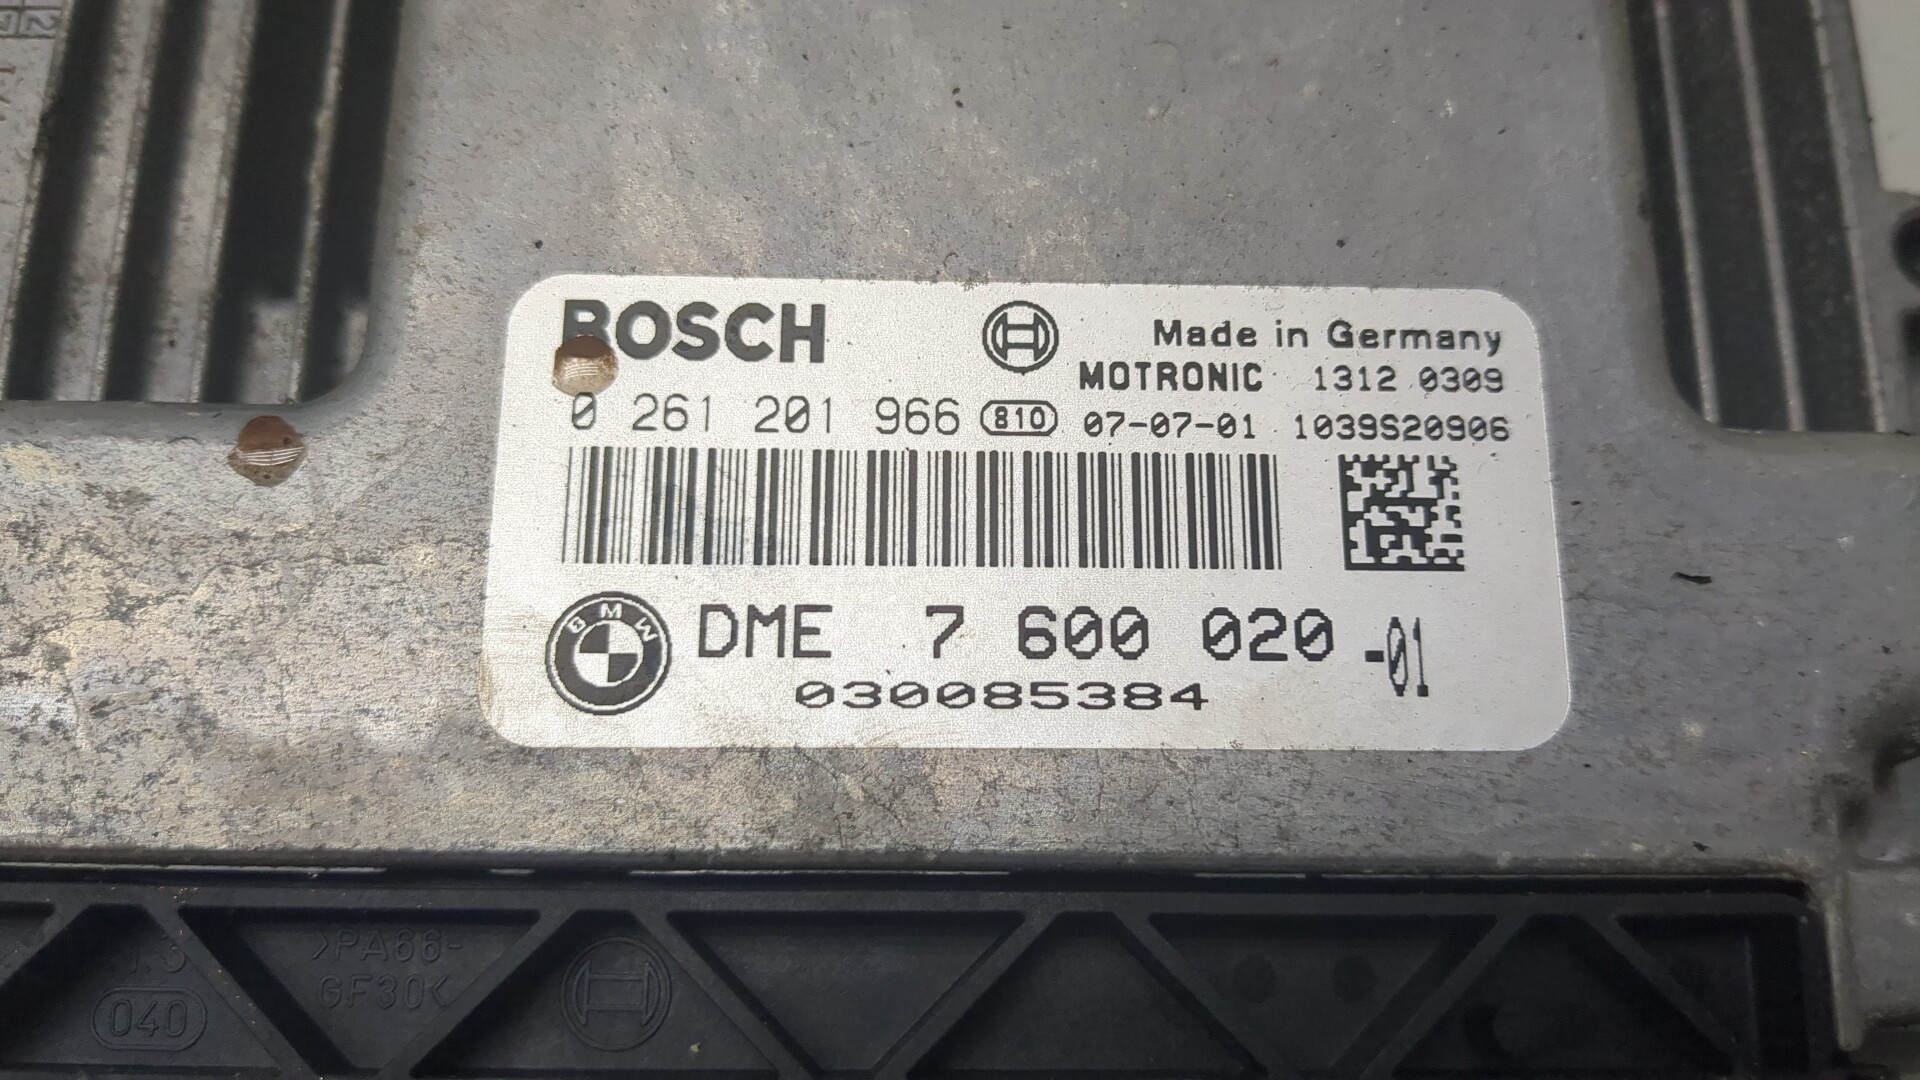 BOSCH
Made in Germany
MOTRONIC 1312 0309
0 261 201 966 810 07-07-01 1039S20906
BMW
DME 7 600 020 -01
030085384
>PA66-
GF30<
040